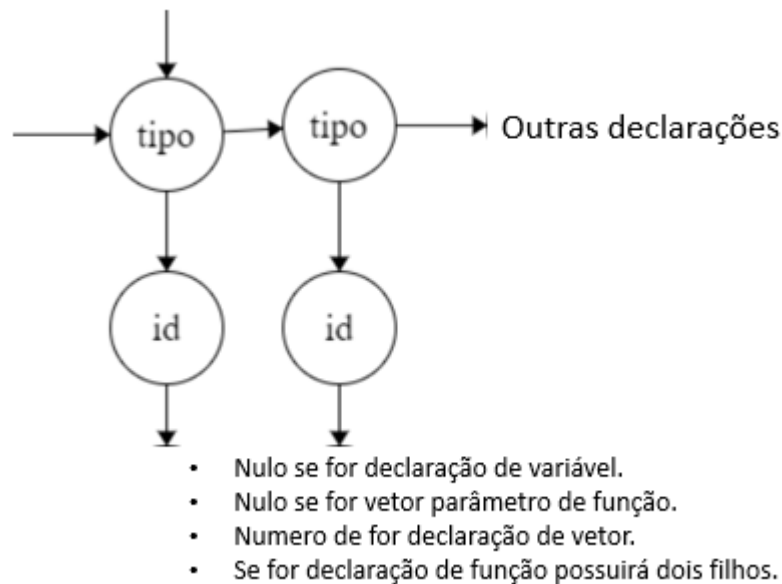 tipo tipo Outras declarações
id id
• Nulo se for declaração de variável.
• Nulo se for vetor parâmetro de função.
• Numero de for declaração de vetor.
• Se for declaração de função possuirá dois filhos.